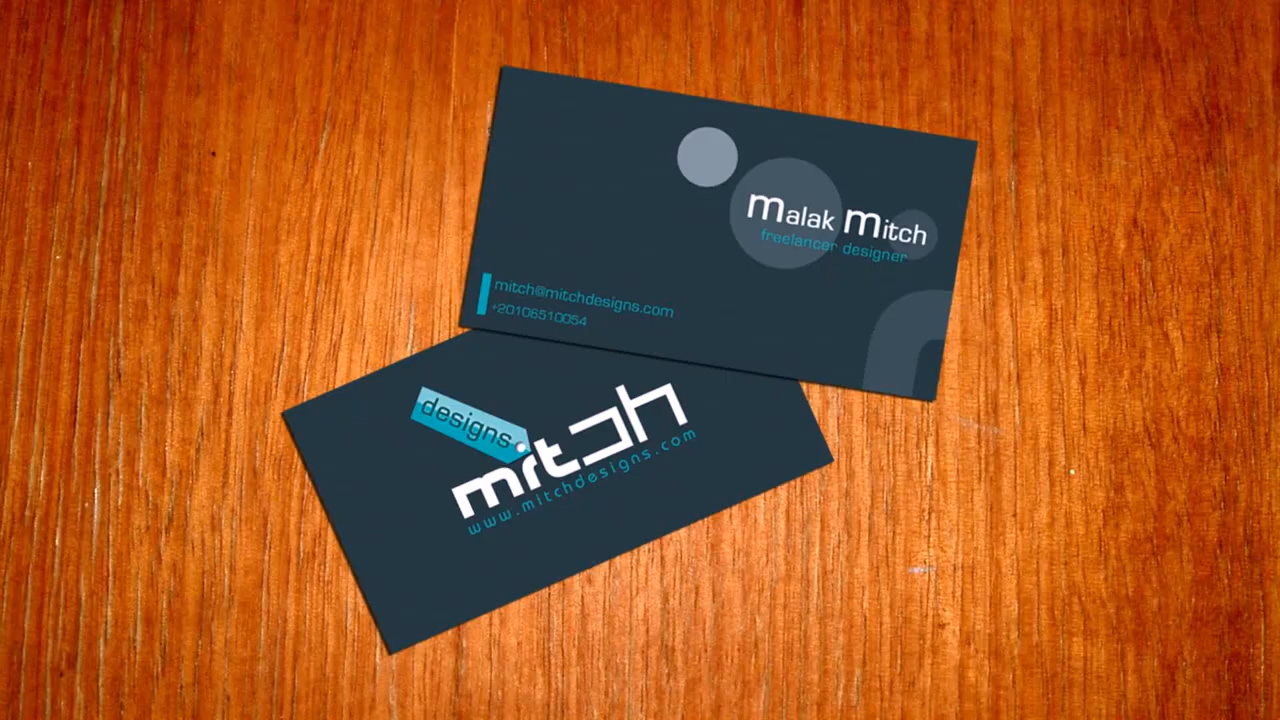 Malak Mitch
freelancer designer
mitch@mitchdesigns.com
+20106510054
designs
mitch
www.mitchdesigns.com